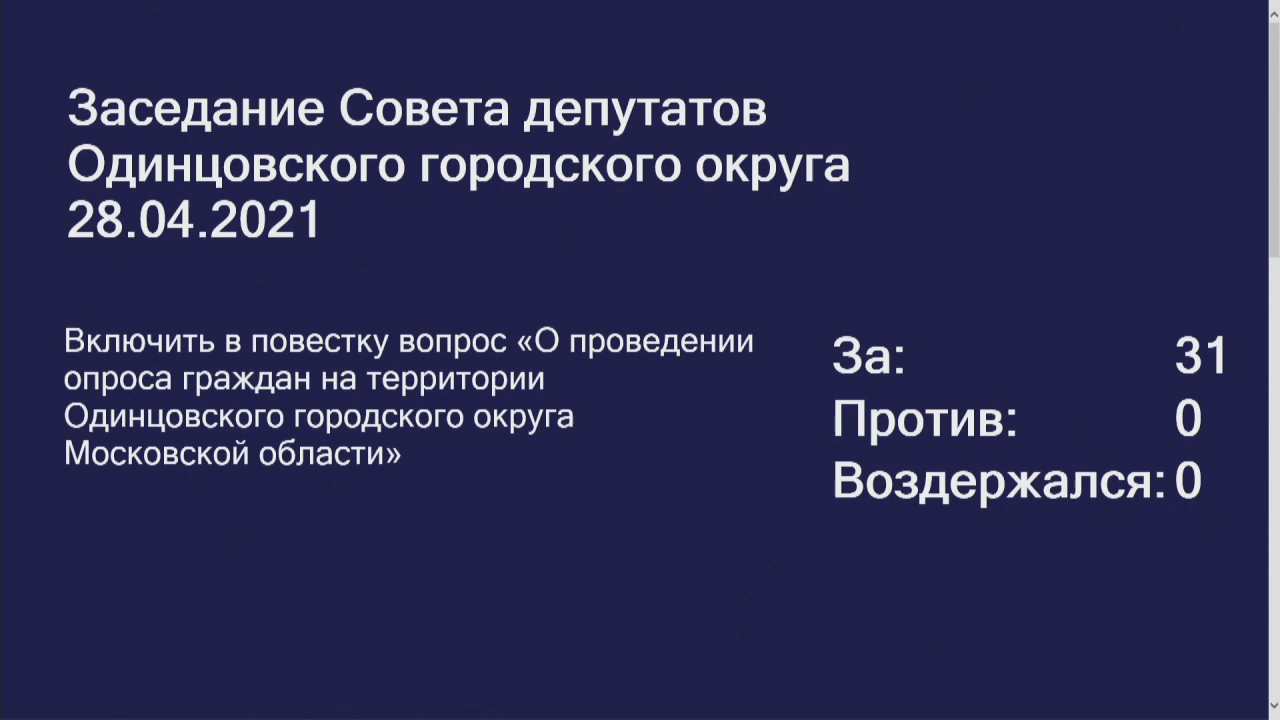 Заседание Совета депутатов
Одинцовского городского округа
28.04.2021
Включить в повестку вопрос «О проведении
опроса граждан на территории
Одинцовского городского округа
Московской области»
За: 31
Против: 0
Воздержался: 0